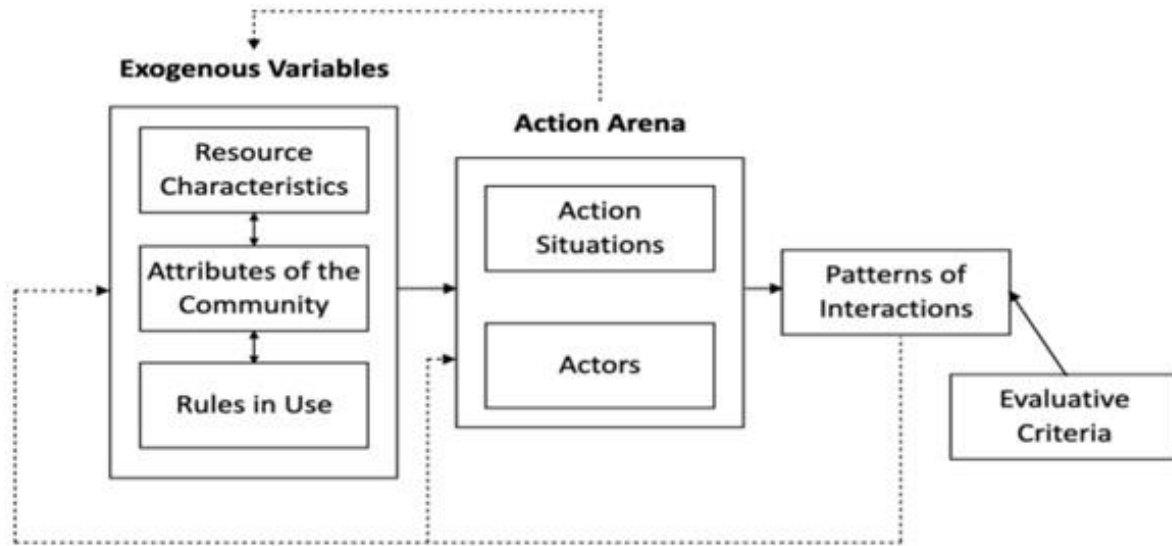 Exogenous Variables
Resource
Characteristics
Attributes of the
Community
Rules in Use
Action Arena
Action
Situations
Actors
Patterns of
Interactions
Evaluative
Criteria